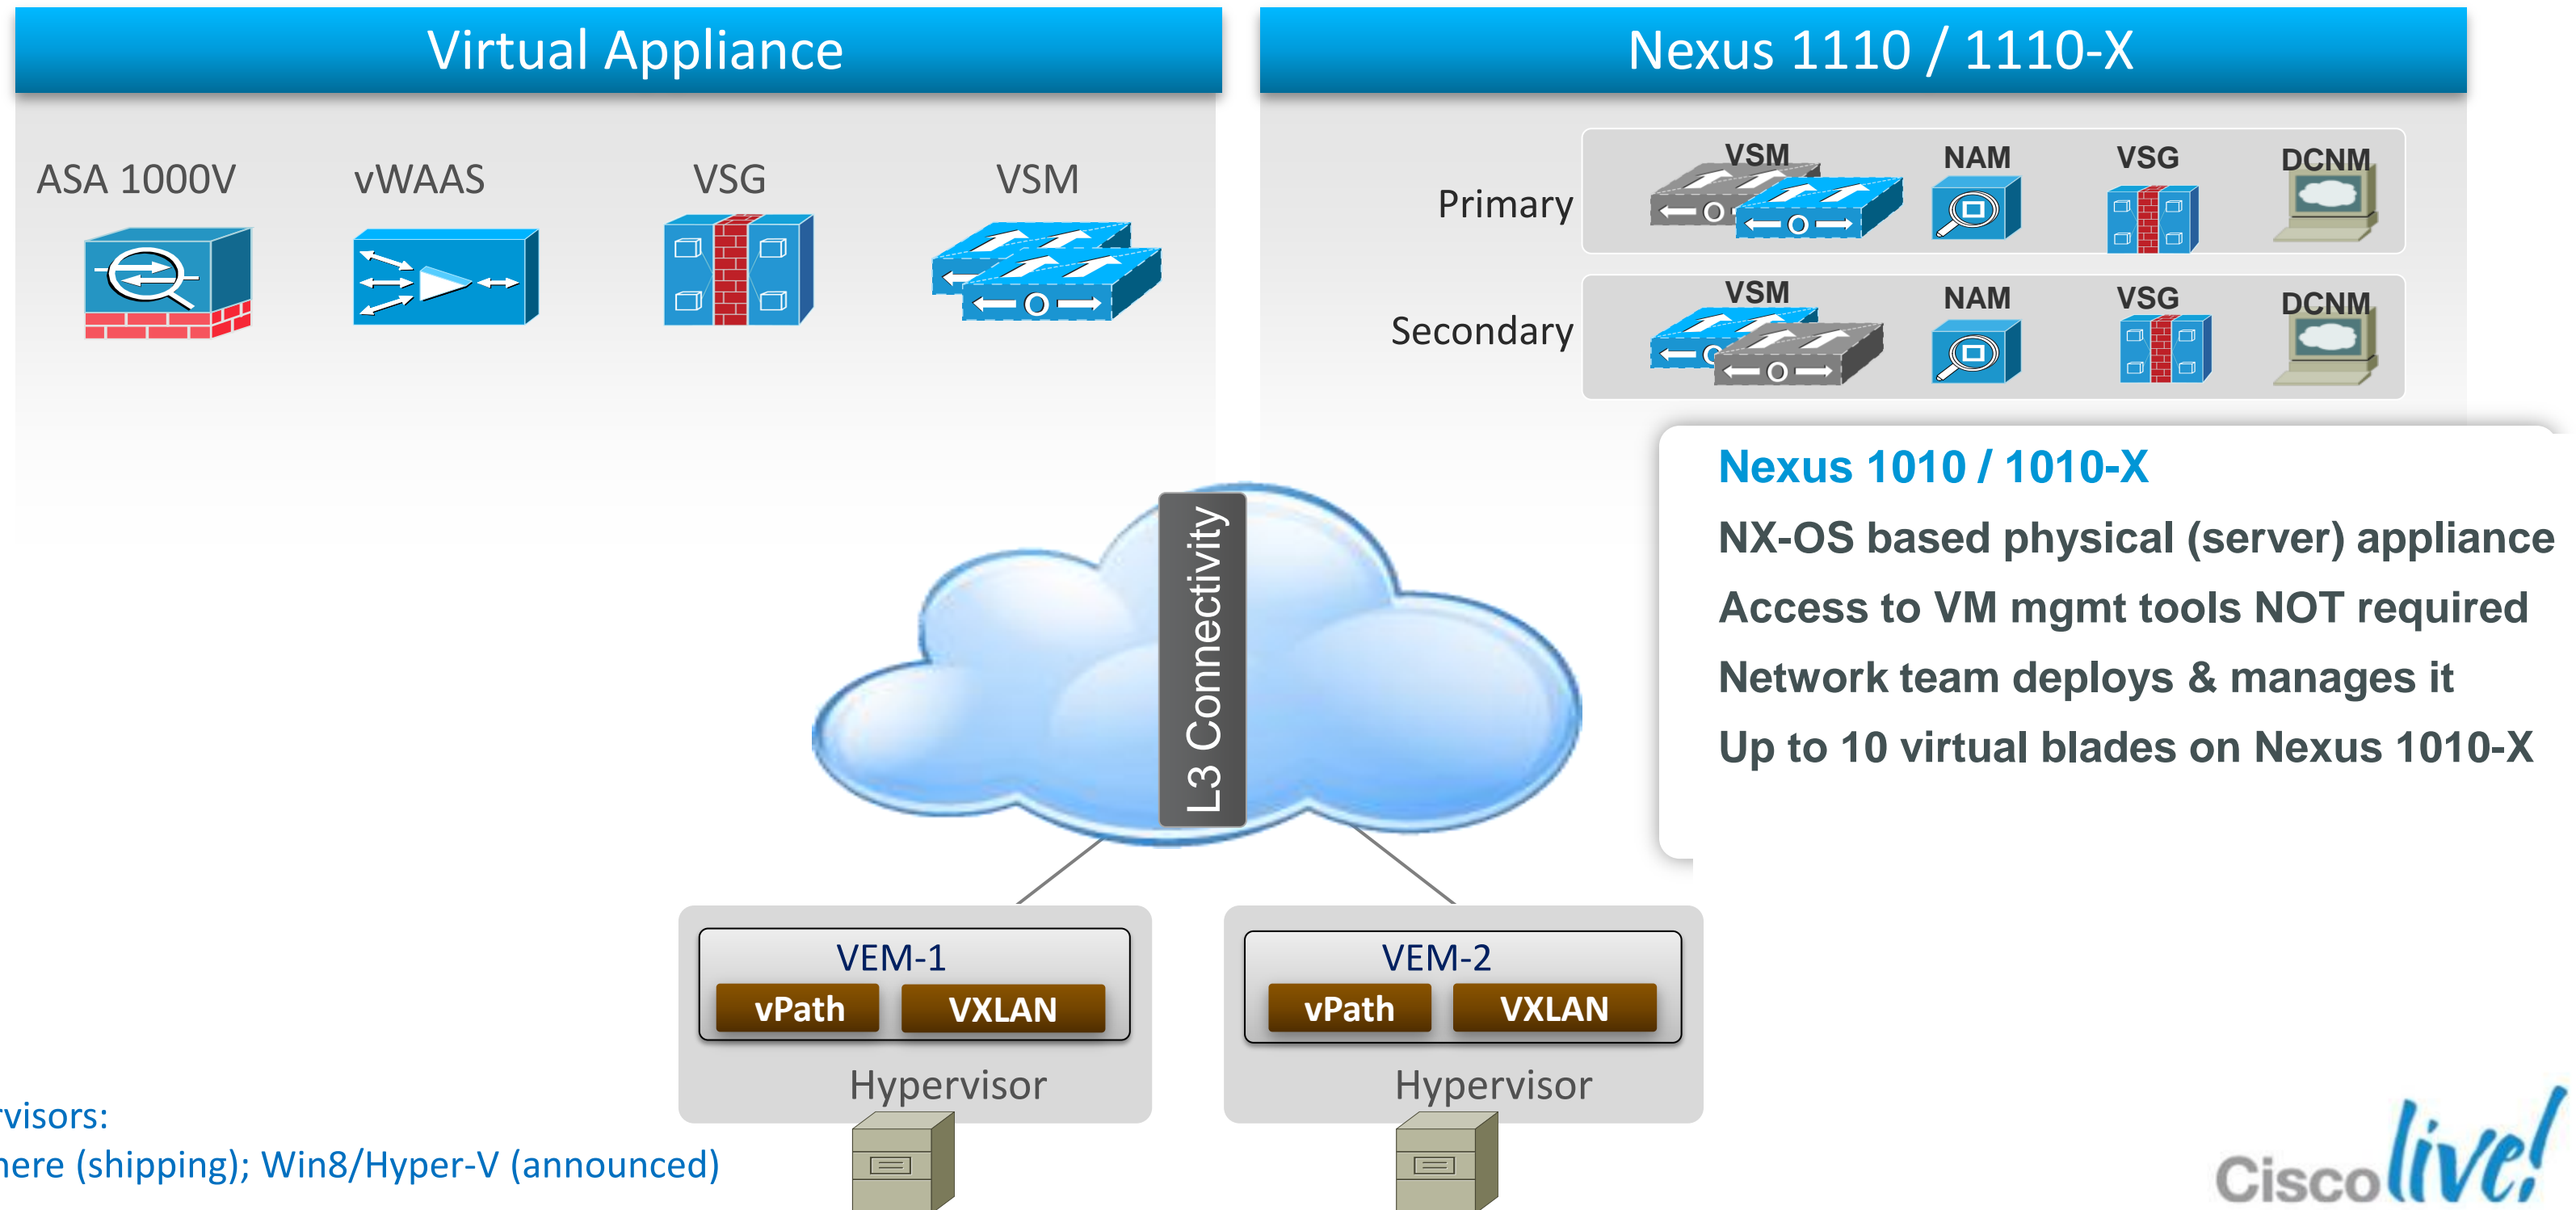 Virtual Appliance
Nexus 1110 / 1110-X
ASA 1000V
vWAAS
VSG
VSM
Primary
VSM
NAM
VSG
DCNM
Secondary
VSM
NAM
VSG
DCNM
Nexus 1010 / 1010-X
NX-OS based physical (server) appliance
Access to VM mgmt tools NOT required
Network team deploys & manages it
Up to 10 virtual blades on Nexus 1010-X
L3 Connectivity
VEM-1
vPath
VXLAN
Hypervisor
VEM-2
vPath
VXLAN
Hypervisor
visors:
here (shipping); Win8/Hyper-V (announced)
Cisco live!